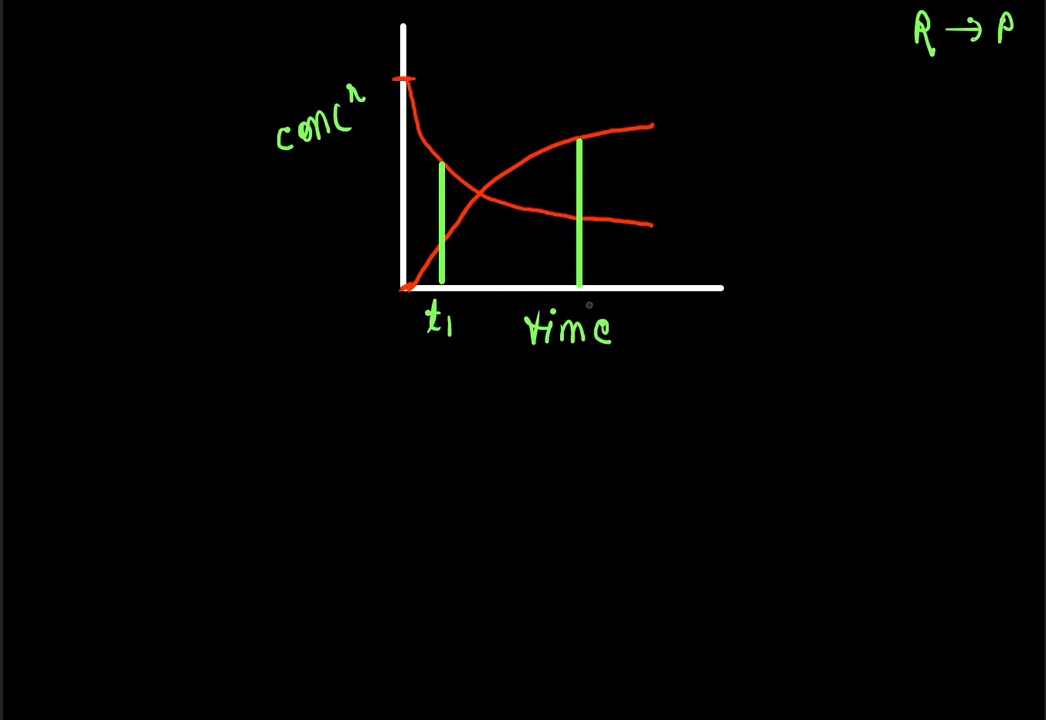 R → P
concⁿ
t₁ time